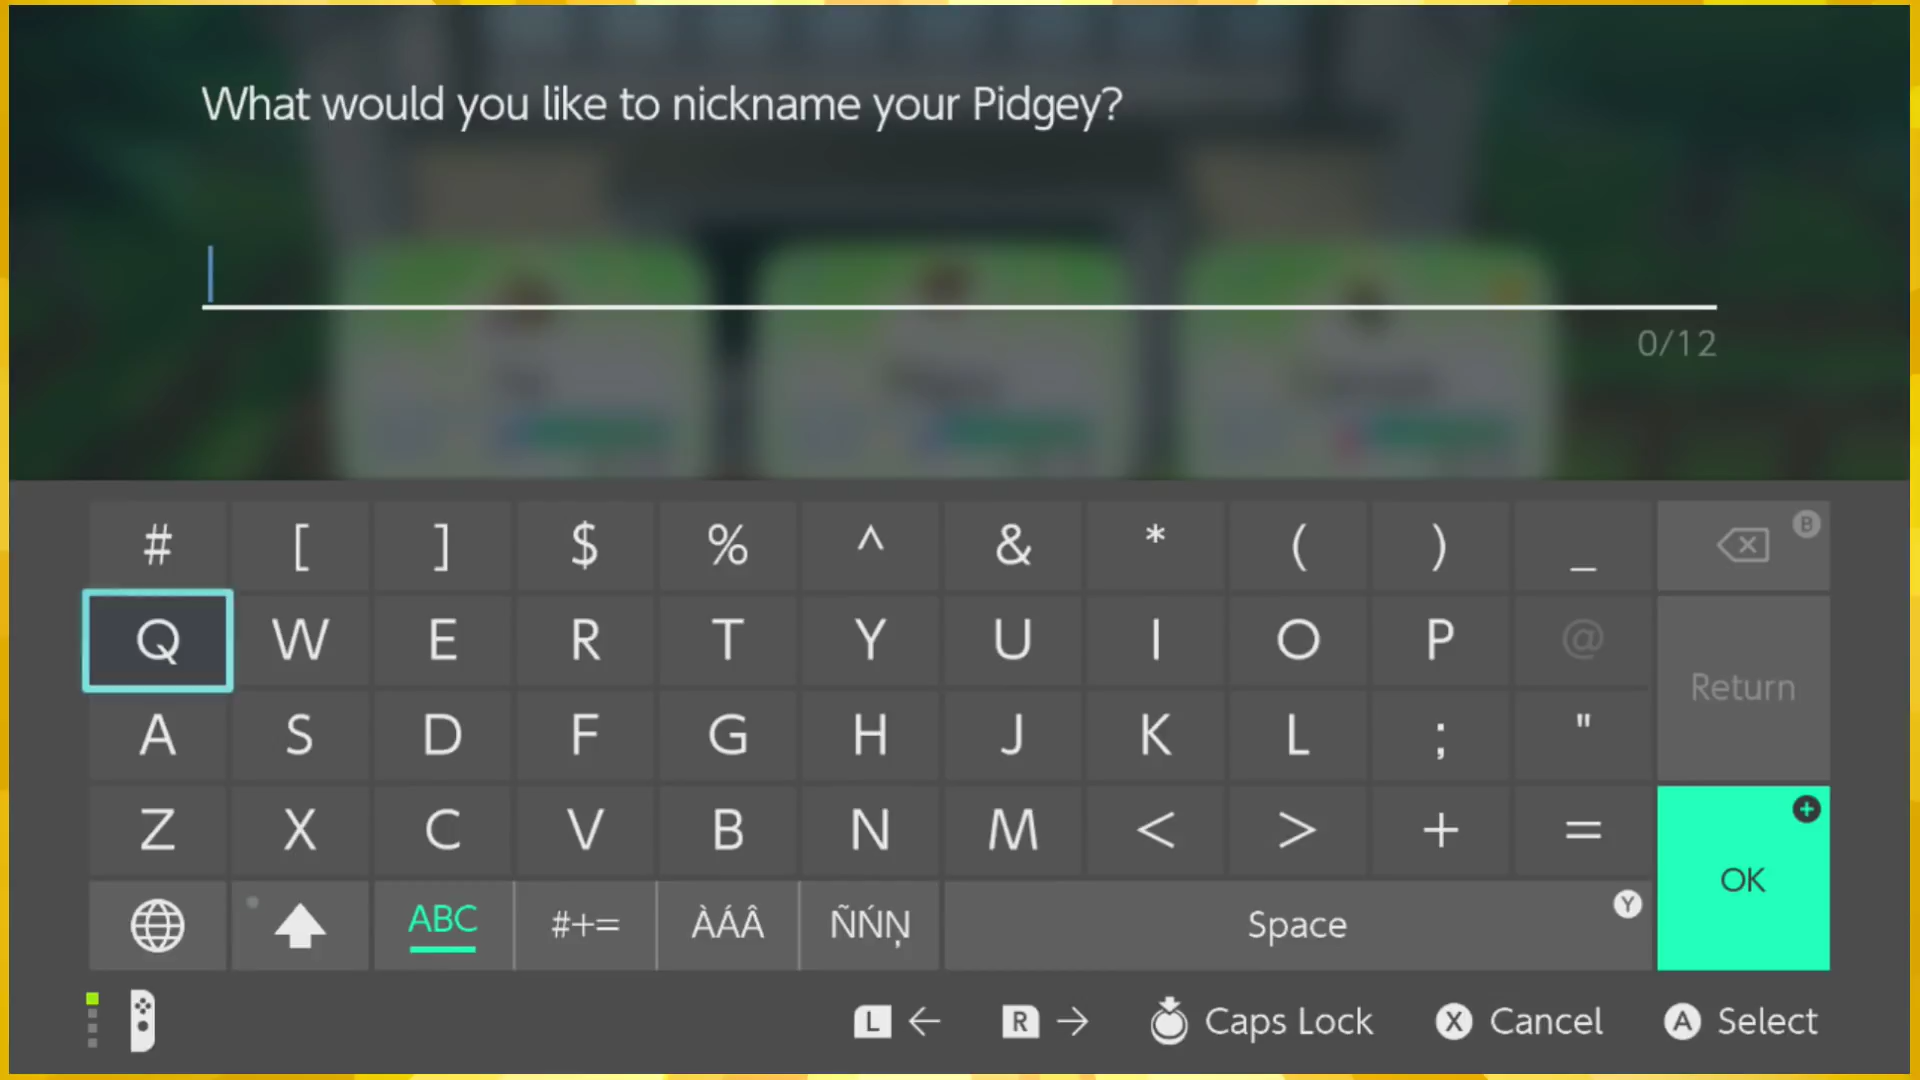 What would you like to nickname your Pidgey?
0/12
# [ ] $ % ^ & * ( ) _ B
Q W E R T Y U I O P @
Return
A S D F G H J K L ; "
Z X C V B N M < > + =
OK
ABC #+= ÀÁÂ ÑŃŅ Space Y
L ← R → Caps Lock X Cancel A Select